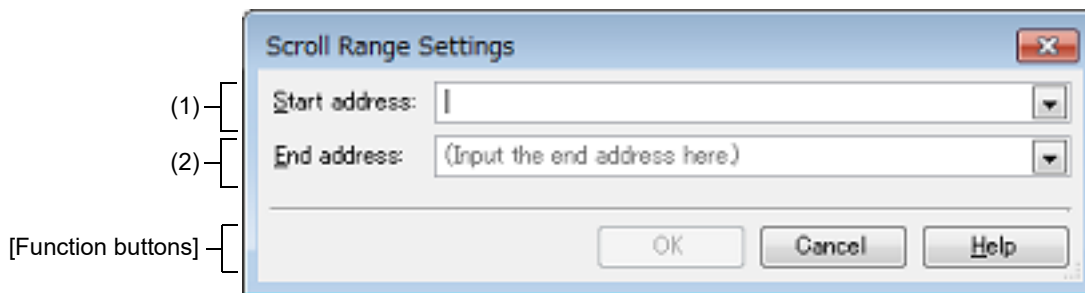 Scroll Range Settings
(1) Start address:
(2) End address: (Input the end address here.)
[Function buttons] OK Cancel Help